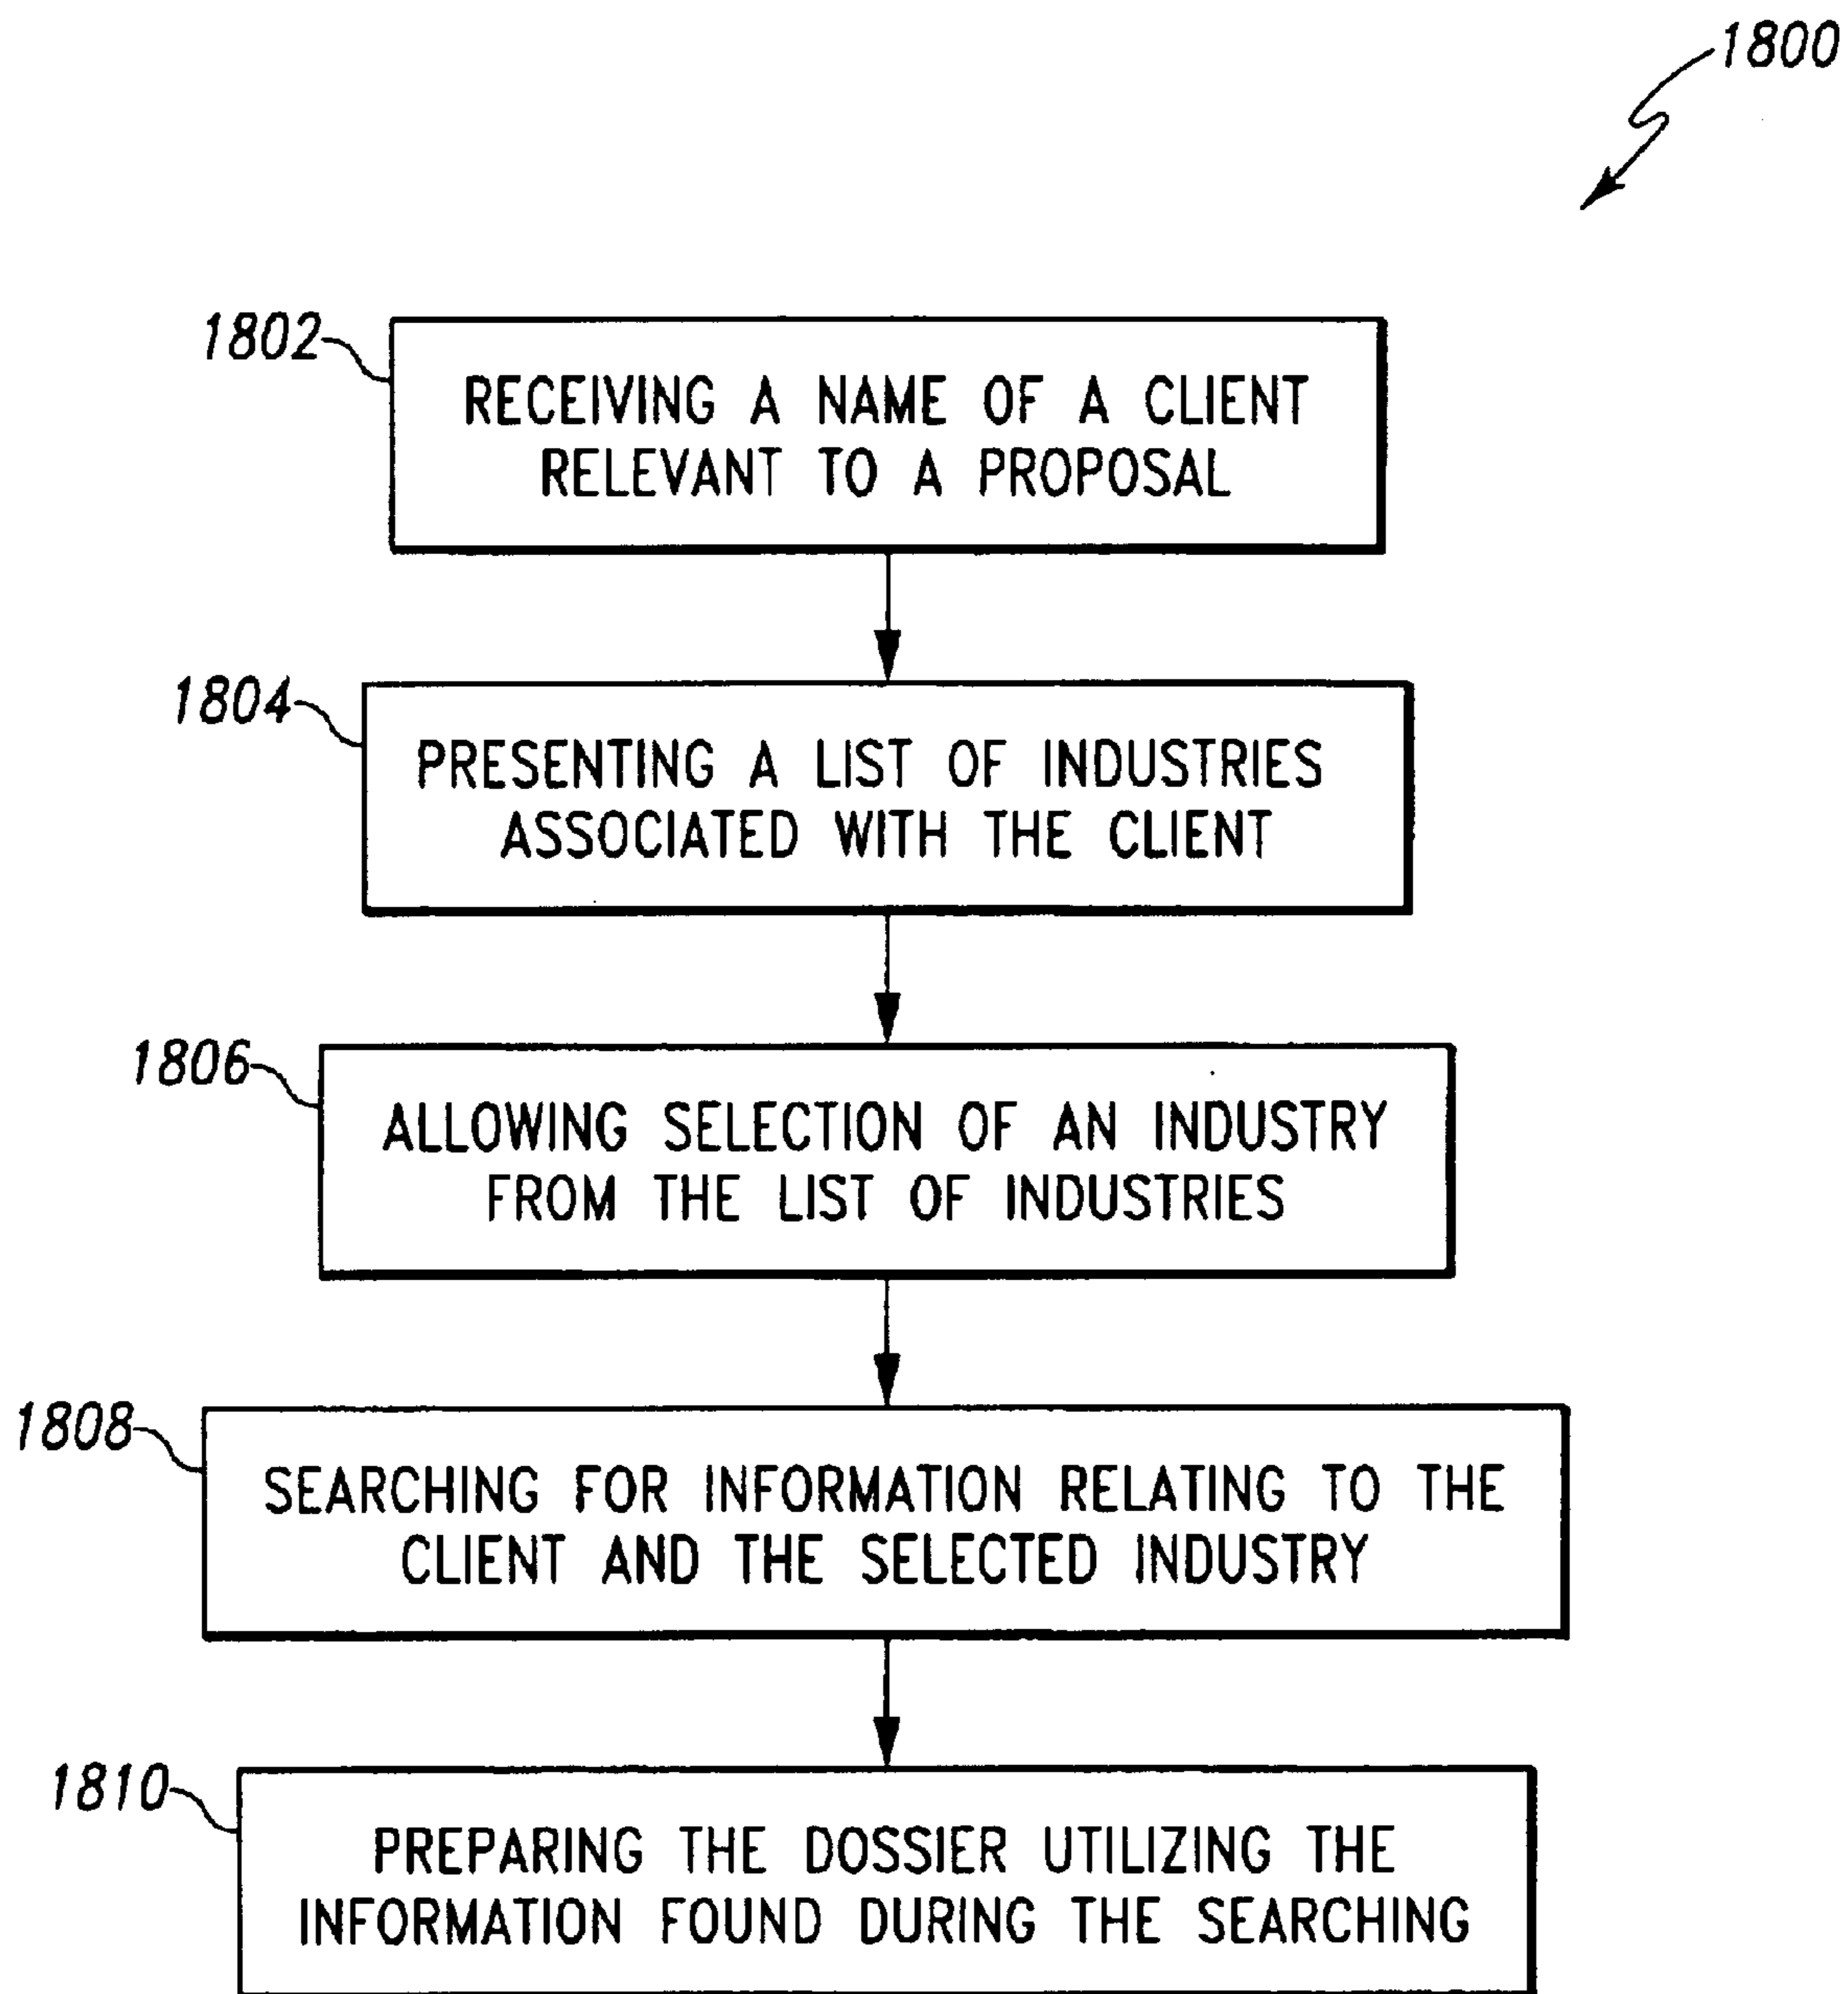 1800
1802
RECEIVING A NAME OF A CLIENT
RELEVANT TO A PROPOSAL
1804
PRESENTING A LIST OF INDUSTRIES
ASSOCIATED WITH THE CLIENT
1806
ALLOWING SELECTION OF AN INDUSTRY
FROM THE LIST OF INDUSTRIES
1808
SEARCHING FOR INFORMATION RELATING TO THE
CLIENT AND THE SELECTED INDUSTRY
1810
PREPARING THE DOSSIER UTILIZING THE
INFORMATION FOUND DURING THE SEARCHING